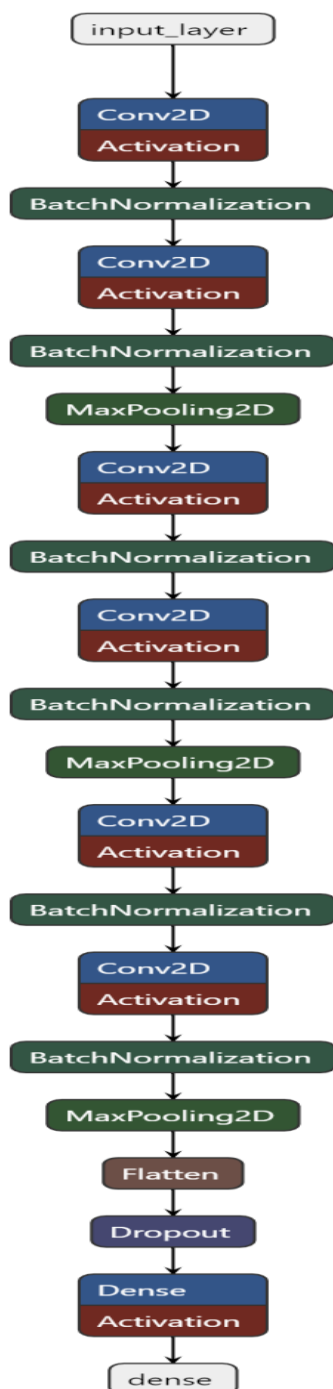 input_layer
Conv2D
Activation
BatchNormalization
Conv2D
Activation
BatchNormalization
MaxPooling2D
Conv2D
Activation
BatchNormalization
Conv2D
Activation
BatchNormalization
MaxPooling2D
Conv2D
Activation
BatchNormalization
Conv2D
Activation
BatchNormalization
MaxPooling2D
Flatten
Dropout
Dense
Activation
dense